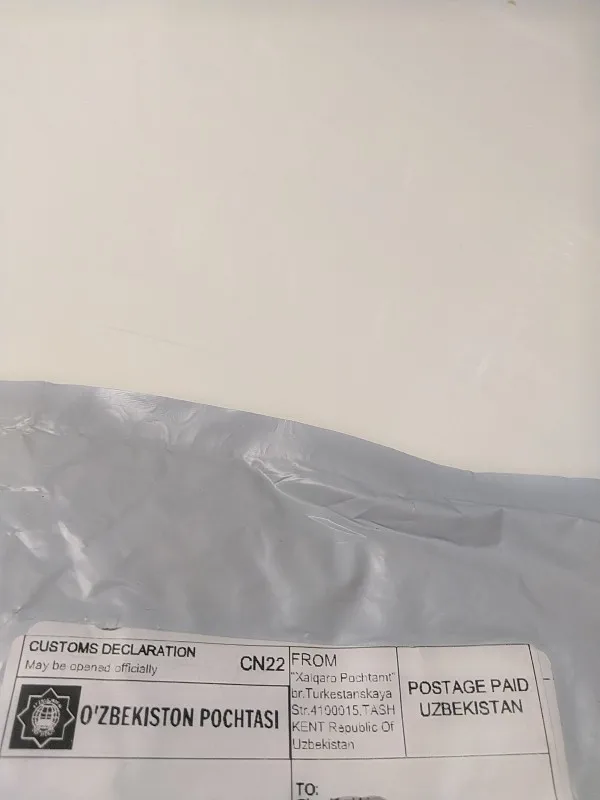 CUSTOMS DECLARATION
May be opened officially
CN22
O'ZBEKISTON POCHTASI
FROM
"Xalqaro Pochtamt"
br.Turkestanskaya
Str.4100015,TASH
KENT Republic Of
Uzbekistan
POSTAGE PAID
UZBEKISTAN
TO: